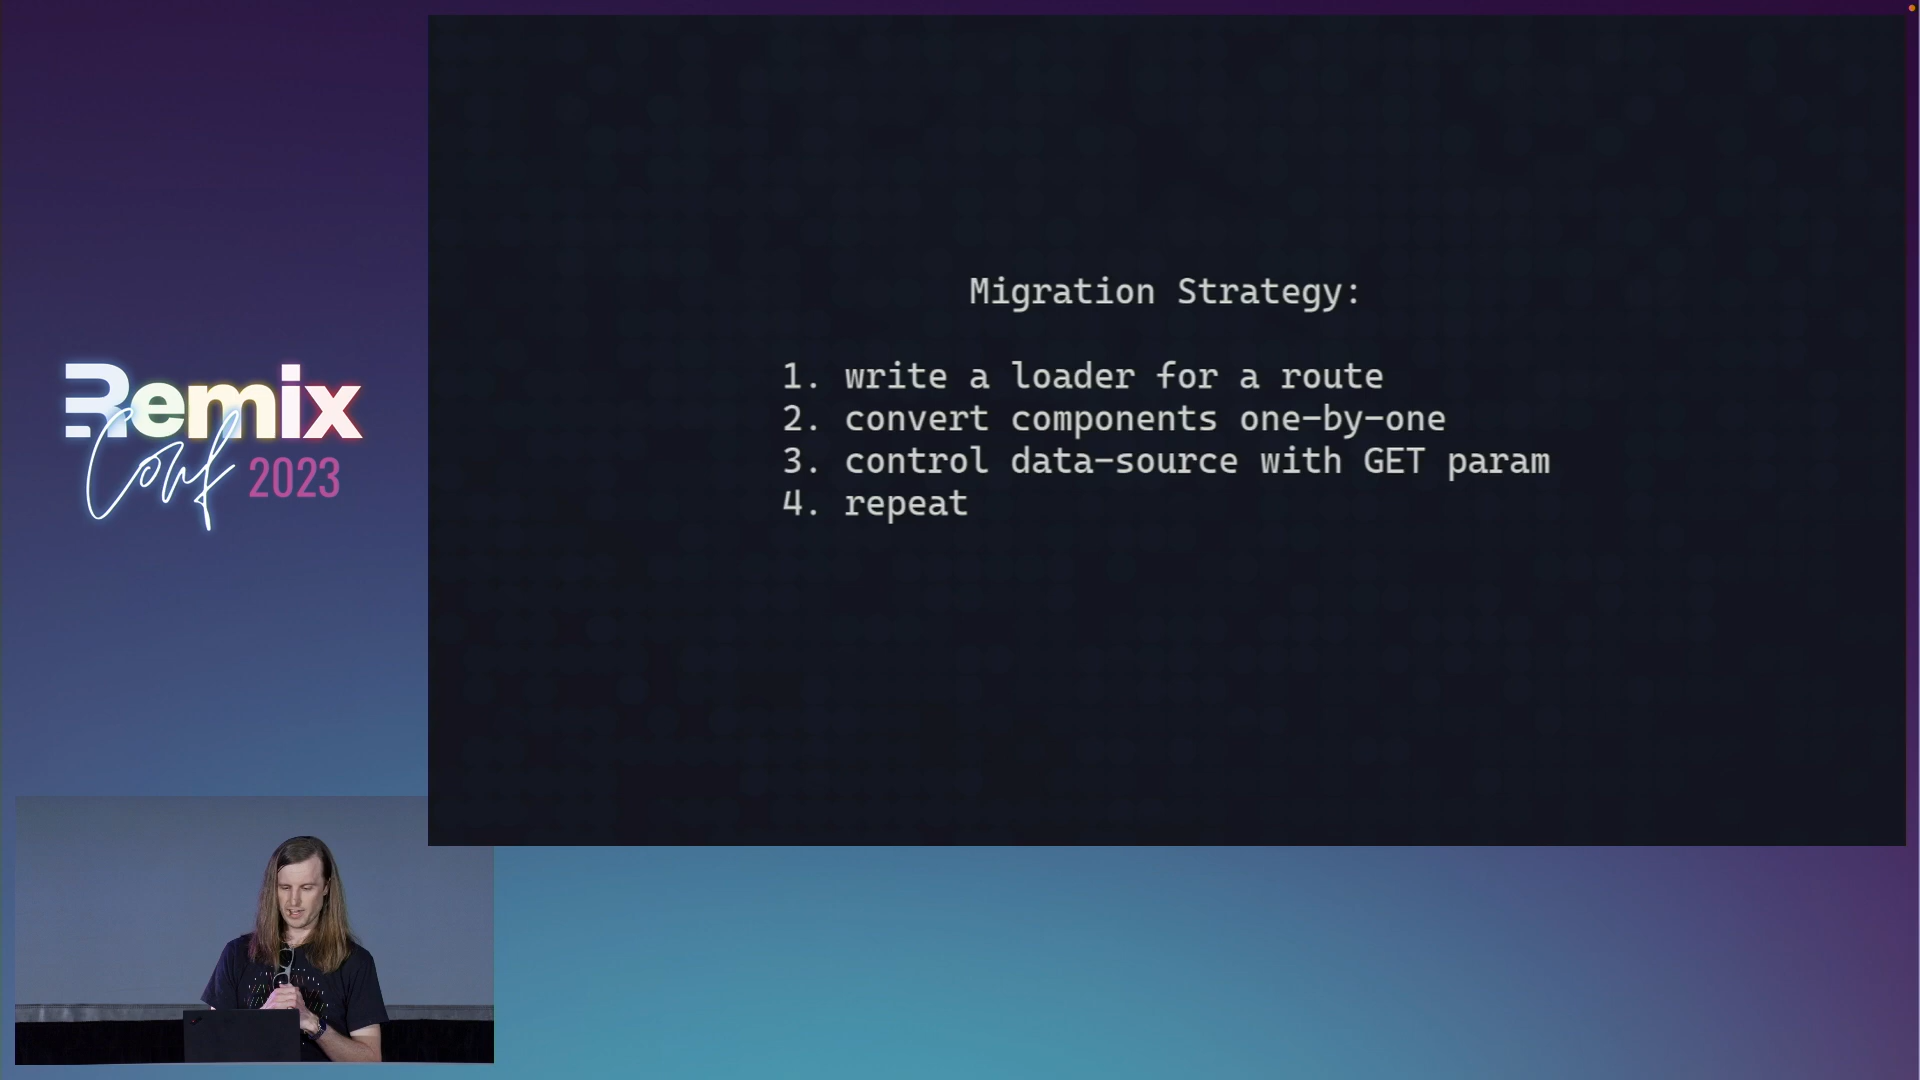 Remix
Conf 2023
Migration Strategy:
1. write a loader for a route
2. convert components one-by-one
3. control data-source with GET param
4. repeat